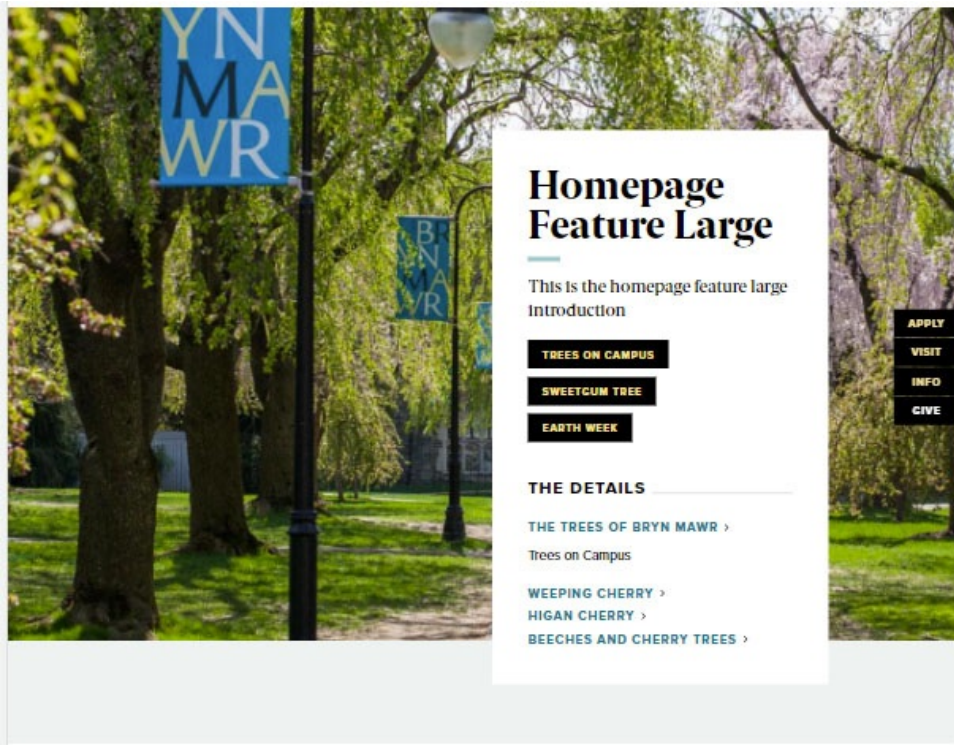 YN
MA
WR
BR
YN
MA
WR
Homepage
Feature Large
This is the homepage feature large
introduction
TREES ON CAMPUS
SWEETGUM TREE
EARTH WEEK
APPLY
VISIT
INFO
GIVE
THE DETAILS
THE TREES OF BRYN MAWR >
Trees on Campus
WEEPING CHERRY >
HIGAN CHERRY >
BEECHES AND CHERRY TREES >